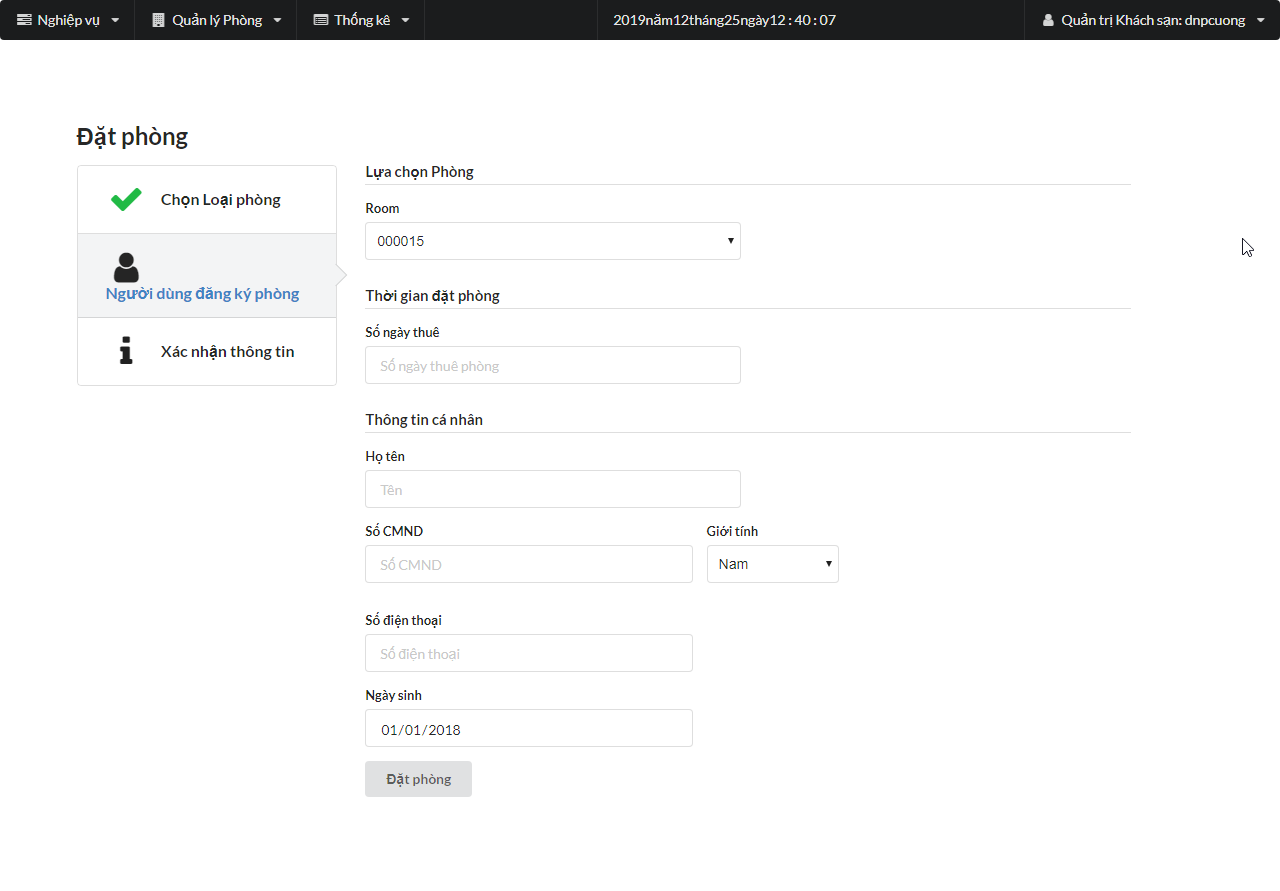 Nghiệp vụ Quản lý Phòng Thống kê 2019năm12tháng25ngày12 : 40 : 07 Quản trị Khách sạn: dnpcuong
Đặt phòng
Chọn Loại phòng
Người dùng đăng ký phòng
Xác nhận thông tin
Lựa chọn Phòng
Room
000015
Thời gian đặt phòng
Số ngày thuê
Số ngày thuê phòng
Thông tin cá nhân
Họ tên
Tên
Số CMND Giới tính
Số CMND Nam
Số điện thoại
Số điện thoại
Ngày sinh
01/01/2018
Đặt phòng